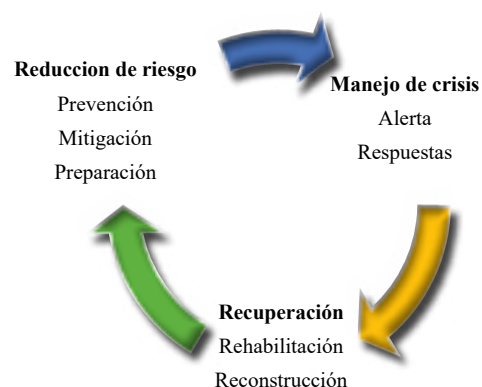 Reduccion de riesgo
Prevención
Mitigación
Preparación
Manejo de crisis
Alerta
Respuestas
Recuperación
Rehabilitación
Reconstrucción